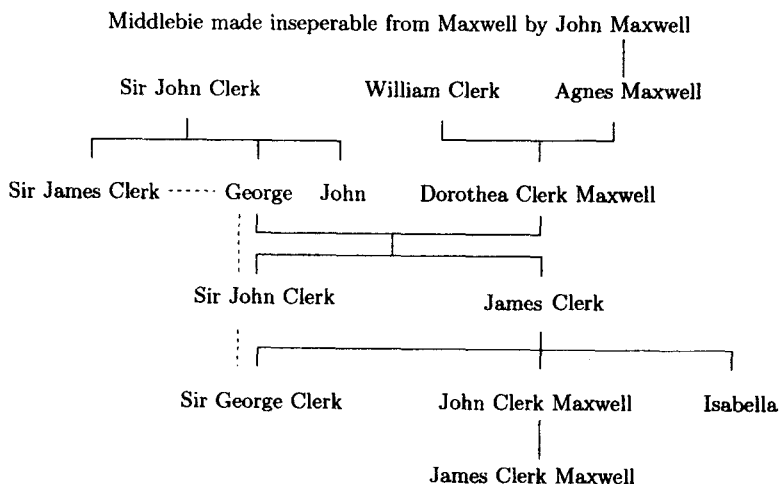 Middlebie made inseperable from Maxwell by John Maxwell
Sir John Clerk William Clerk Agnes Maxwell
Sir James Clerk George John Dorothea Clerk Maxwell
Sir John Clerk James Clerk
Sir George Clerk John Clerk Maxwell Isabella
James Clerk Maxwell